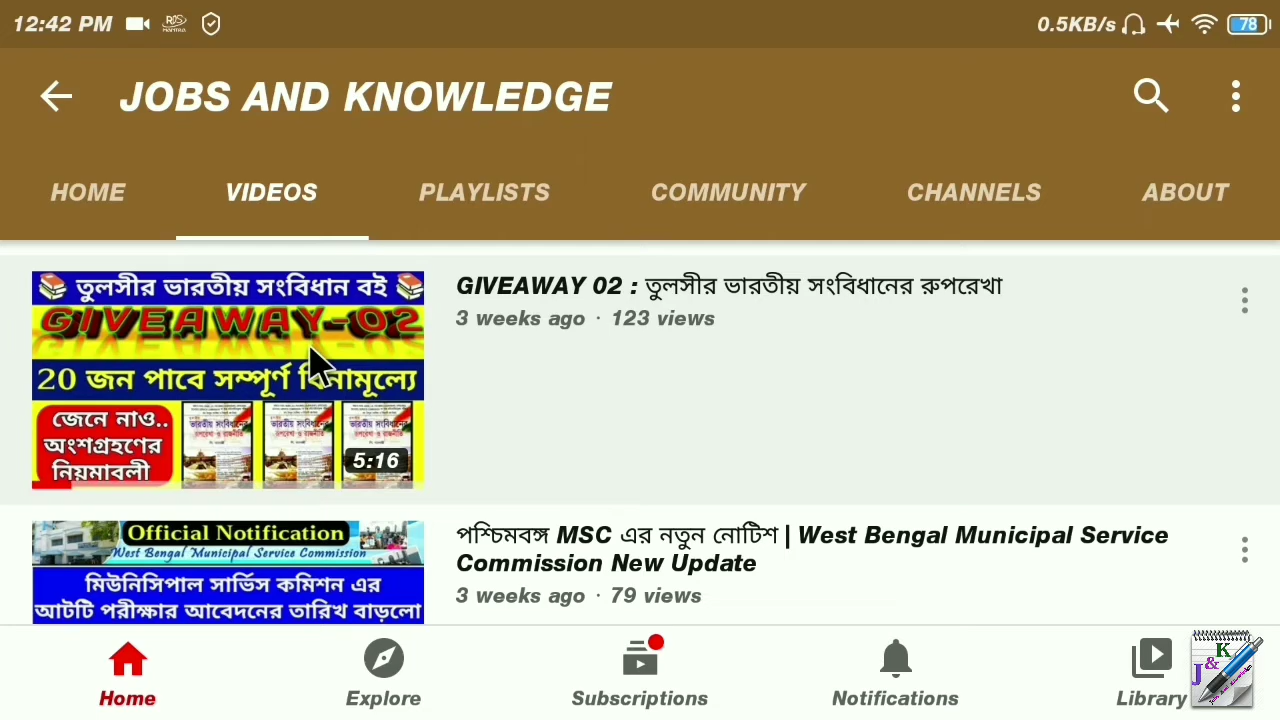 12:42 PM
0.5KB/s
78
JOBS AND KNOWLEDGE
HOME VIDEOS PLAYLISTS COMMUNITY CHANNELS ABOUT
📚 তুলসীর ভারতীয় সংবিধান বই 📚
GIVEAWAY-02
20 জন পাবে সম্পূর্ণ বিনামূল্যে
জেনে নাও..
অংশগ্রহণের
নিয়মাবলী
5:16
GIVEAWAY 02 : তুলসীর ভারতীয় সংবিধানের রুপরেখা
3 weeks ago · 123 views
Official Notification
West Bengal Municipal Service Commission
মিউনিসিপাল সার্ভিস কমিশন এর
আটটি পরীক্ষার আবেদনের তারিখ বাড়লো
পশ্চিমবঙ্গ MSC এর নতুন নোটিশ | West Bengal Municipal Service
Commission New Update
3 weeks ago · 79 views
Home Explore Subscriptions Notifications Library
J & K